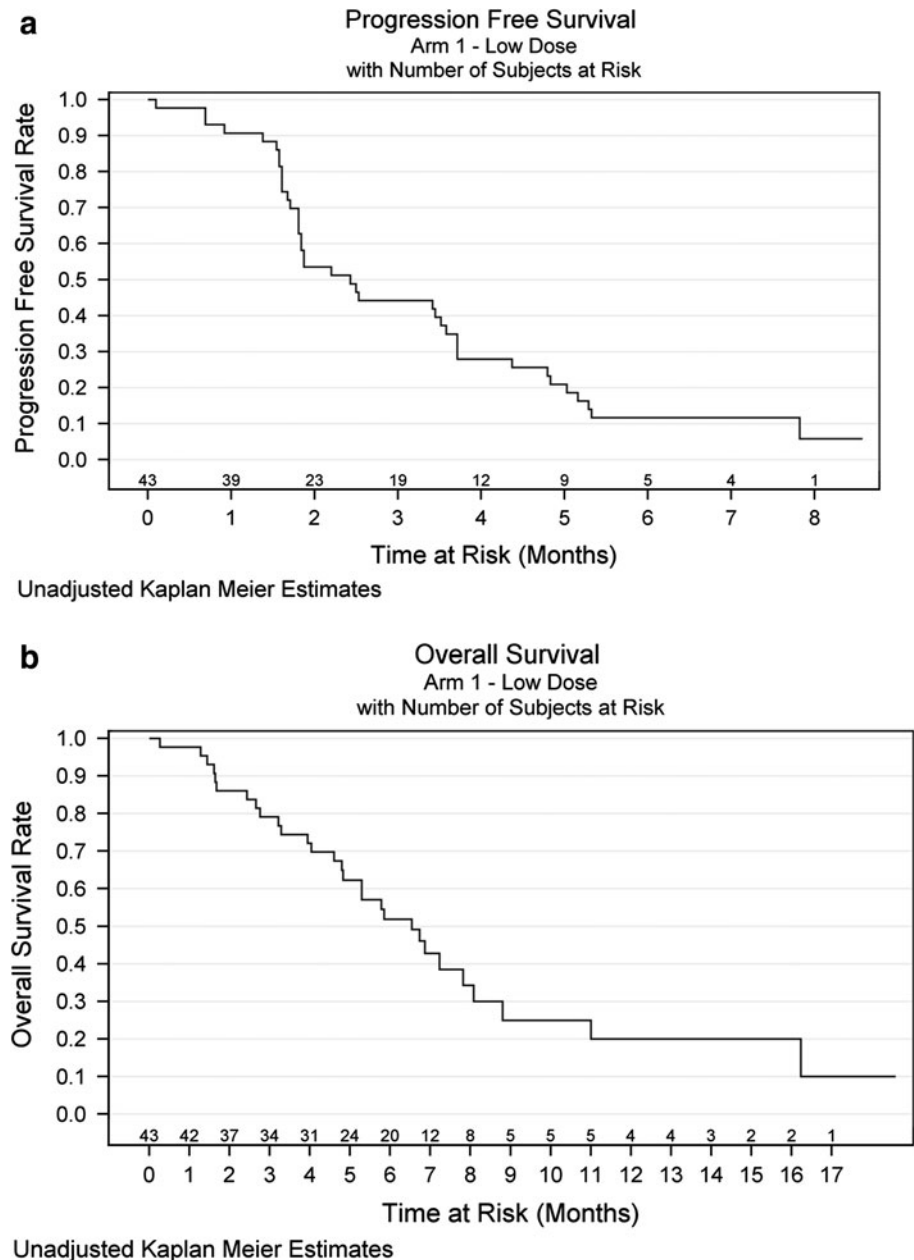 a
Progression Free Survival
Arm 1 - Low Dose
with Number of Subjects at Risk
Progression Free Survival Rate
1.0
0.9
0.8
0.7
0.6
0.5
0.4
0.3
0.2
0.1
0.0
43 39 23 19 12 9 5 4 1
0 1 2 3 4 5 6 7 8
Time at Risk (Months)
Unadjusted Kaplan Meier Estimates
b
Overall Survival
Arm 1 - Low Dose
with Number of Subjects at Risk
Overall Survival Rate
1.0
0.9
0.8
0.7
0.6
0.5
0.4
0.3
0.2
0.1
0.0
43 42 37 34 31 24 20 12 8 5 5 5 4 4 3 2 2 1
0 1 2 3 4 5 6 7 8 9 10 11 12 13 14 15 16 17
Time at Risk (Months)
Unadjusted Kaplan Meier Estimates